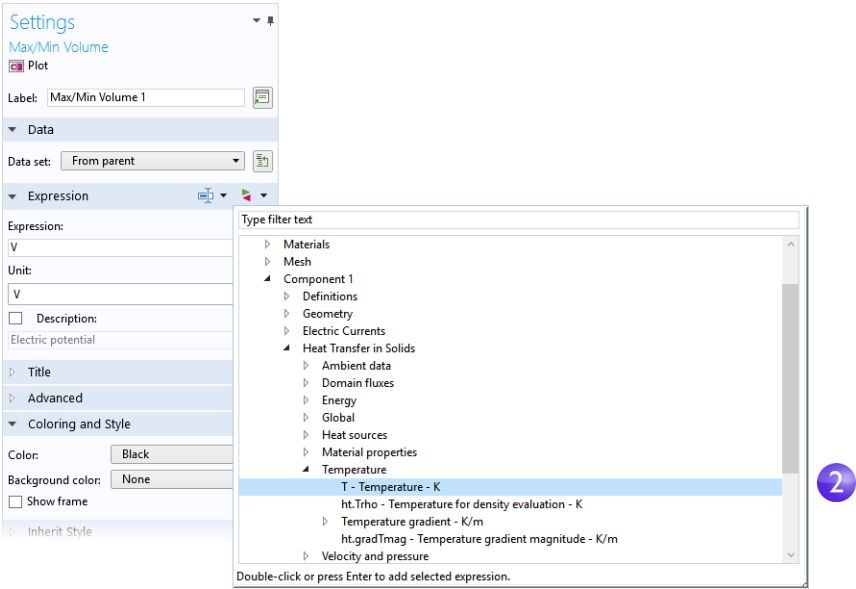 Settings
Max/Min Volume
Plot
Label: Max/Min Volume 1
Data
Data set: From parent
Expression
Expression:
V
Unit:
V
Description:
Electric potential
Title
Advanced
Coloring and Style
Color: Black
Background color: None
Show frame
Inherit Style
Type filter text
Materials
Mesh
Component 1
Definitions
Geometry
Electric Currents
Heat Transfer in Solids
Ambient data
Domain fluxes
Energy
Global
Heat sources
Material properties
Temperature
T - Temperature - K
ht.Trho - Temperature for density evaluation - K
Temperature gradient - K/m
ht.gradTmag - Temperature gradient magnitude - K/m
Velocity and pressure
Double-click or press Enter to add selected expression.
2